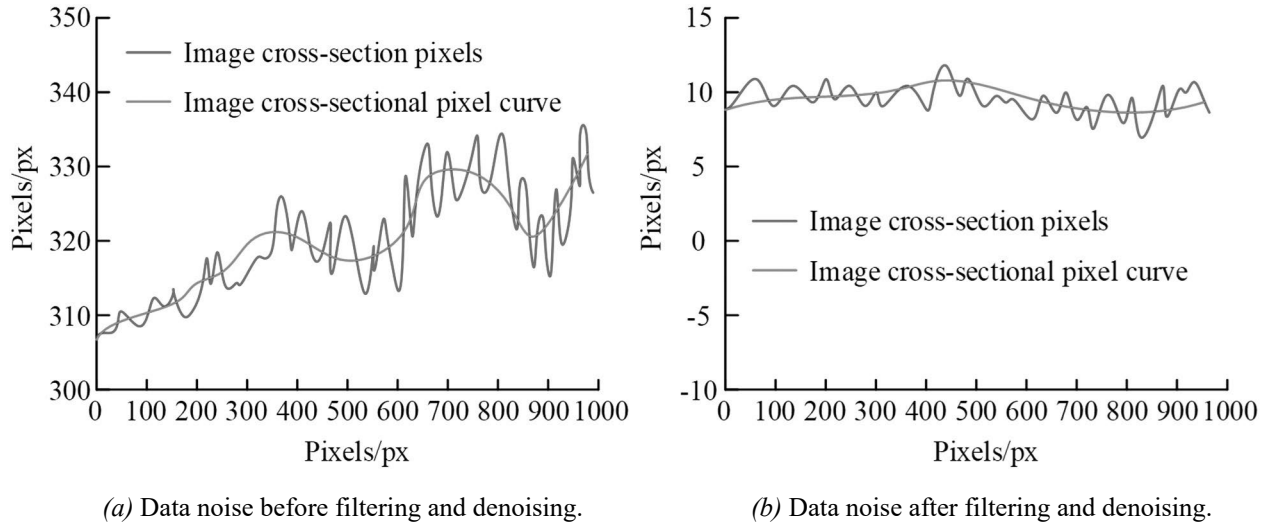 350
340
330
320
310
300
Pixels/px
Image cross-section pixels
Image cross-sectional pixel curve
0 100 200 300 400 500 600 700 800 900 1000
Pixels/px
(a) Data noise before filtering and denoising.
15
10
5
0
-5
-10
Pixels/px
Image cross-section pixels
Image cross-sectional pixel curve
0 100 200 300 400 500 600 700 800 900 1000
Pixels/px
(b) Data noise after filtering and denoising.